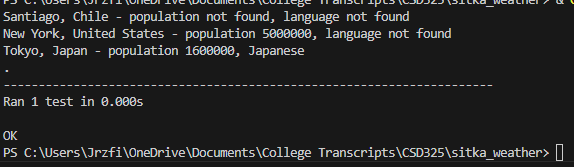 PS C:\Users\Jrzfi\OneDrive\Documents\College Transcripts\CSD325\sitka_weather> &
Santiago, Chile - population not found, language not found
New York, United States - population 5000000, language not found
Tokyo, Japan - population 1600000, Japanese
.
----------------------------------------------------------------------
Ran 1 test in 0.000s
OK
PS C:\Users\Jrzfi\OneDrive\Documents\College Transcripts\CSD325\sitka_weather>